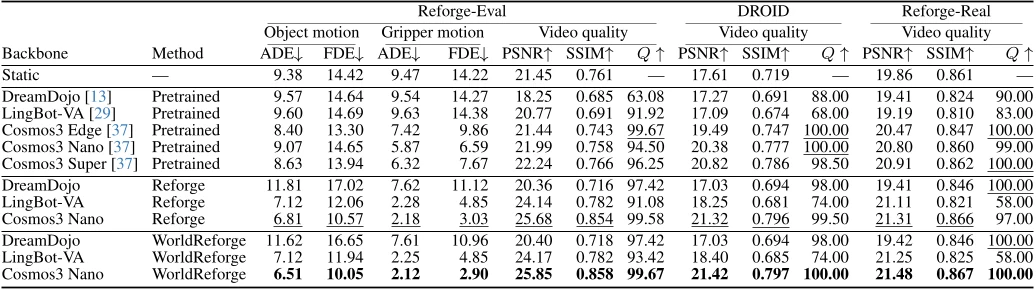 Reforge-Eval DROID Reforge-Real
Object motion Gripper motion Video quality Video quality Video quality
Backbone Method ADE↓ FDE↓ ADE↓ FDE↓ PSNR↑ SSIM↑ Q ↑ PSNR↑ SSIM↑ Q ↑ PSNR↑ SSIM↑ Q ↑
Static — 9.38 14.42 9.47 14.22 21.45 0.761 — 17.61 0.719 — 19.86 0.861 —
DreamDojo [13] Pretrained 9.57 14.64 9.54 14.27 18.25 0.685 63.08 17.27 0.691 88.00 19.41 0.824 90.00
LingBot-VA [29] Pretrained 9.60 14.69 9.63 14.38 20.77 0.691 91.92 17.09 0.674 68.00 19.19 0.810 83.00
Cosmos3 Edge [37] Pretrained 8.40 13.30 7.42 9.86 21.44 0.743 99.67 19.49 0.747 100.00 20.47 0.847 100.00
Cosmos3 Nano [37] Pretrained 9.07 14.65 5.87 6.59 21.99 0.758 94.50 20.38 0.777 100.00 20.80 0.860 99.00
Cosmos3 Super [37] Pretrained 8.63 13.94 6.32 7.67 22.24 0.766 96.25 20.82 0.786 98.50 20.91 0.862 100.00
DreamDojo Reforge 11.81 17.02 7.62 11.12 20.36 0.716 97.42 17.03 0.694 98.00 19.41 0.846 100.00
LingBot-VA Reforge 7.12 12.06 2.28 4.85 24.14 0.782 91.08 18.25 0.681 74.00 21.11 0.821 58.00
Cosmos3 Nano Reforge 6.81 10.57 2.18 3.03 25.68 0.854 99.58 21.32 0.796 99.50 21.31 0.866 97.00
DreamDojo WorldReforge 11.62 16.65 7.61 10.96 20.40 0.718 97.42 17.03 0.694 98.00 19.42 0.846 100.00
LingBot-VA WorldReforge 7.12 11.94 2.25 4.85 24.17 0.782 93.42 18.40 0.685 74.00 21.25 0.825 58.00
Cosmos3 Nano WorldReforge 6.51 10.05 2.12 2.90 25.85 0.858 99.67 21.42 0.797 100.00 21.48 0.867 100.00